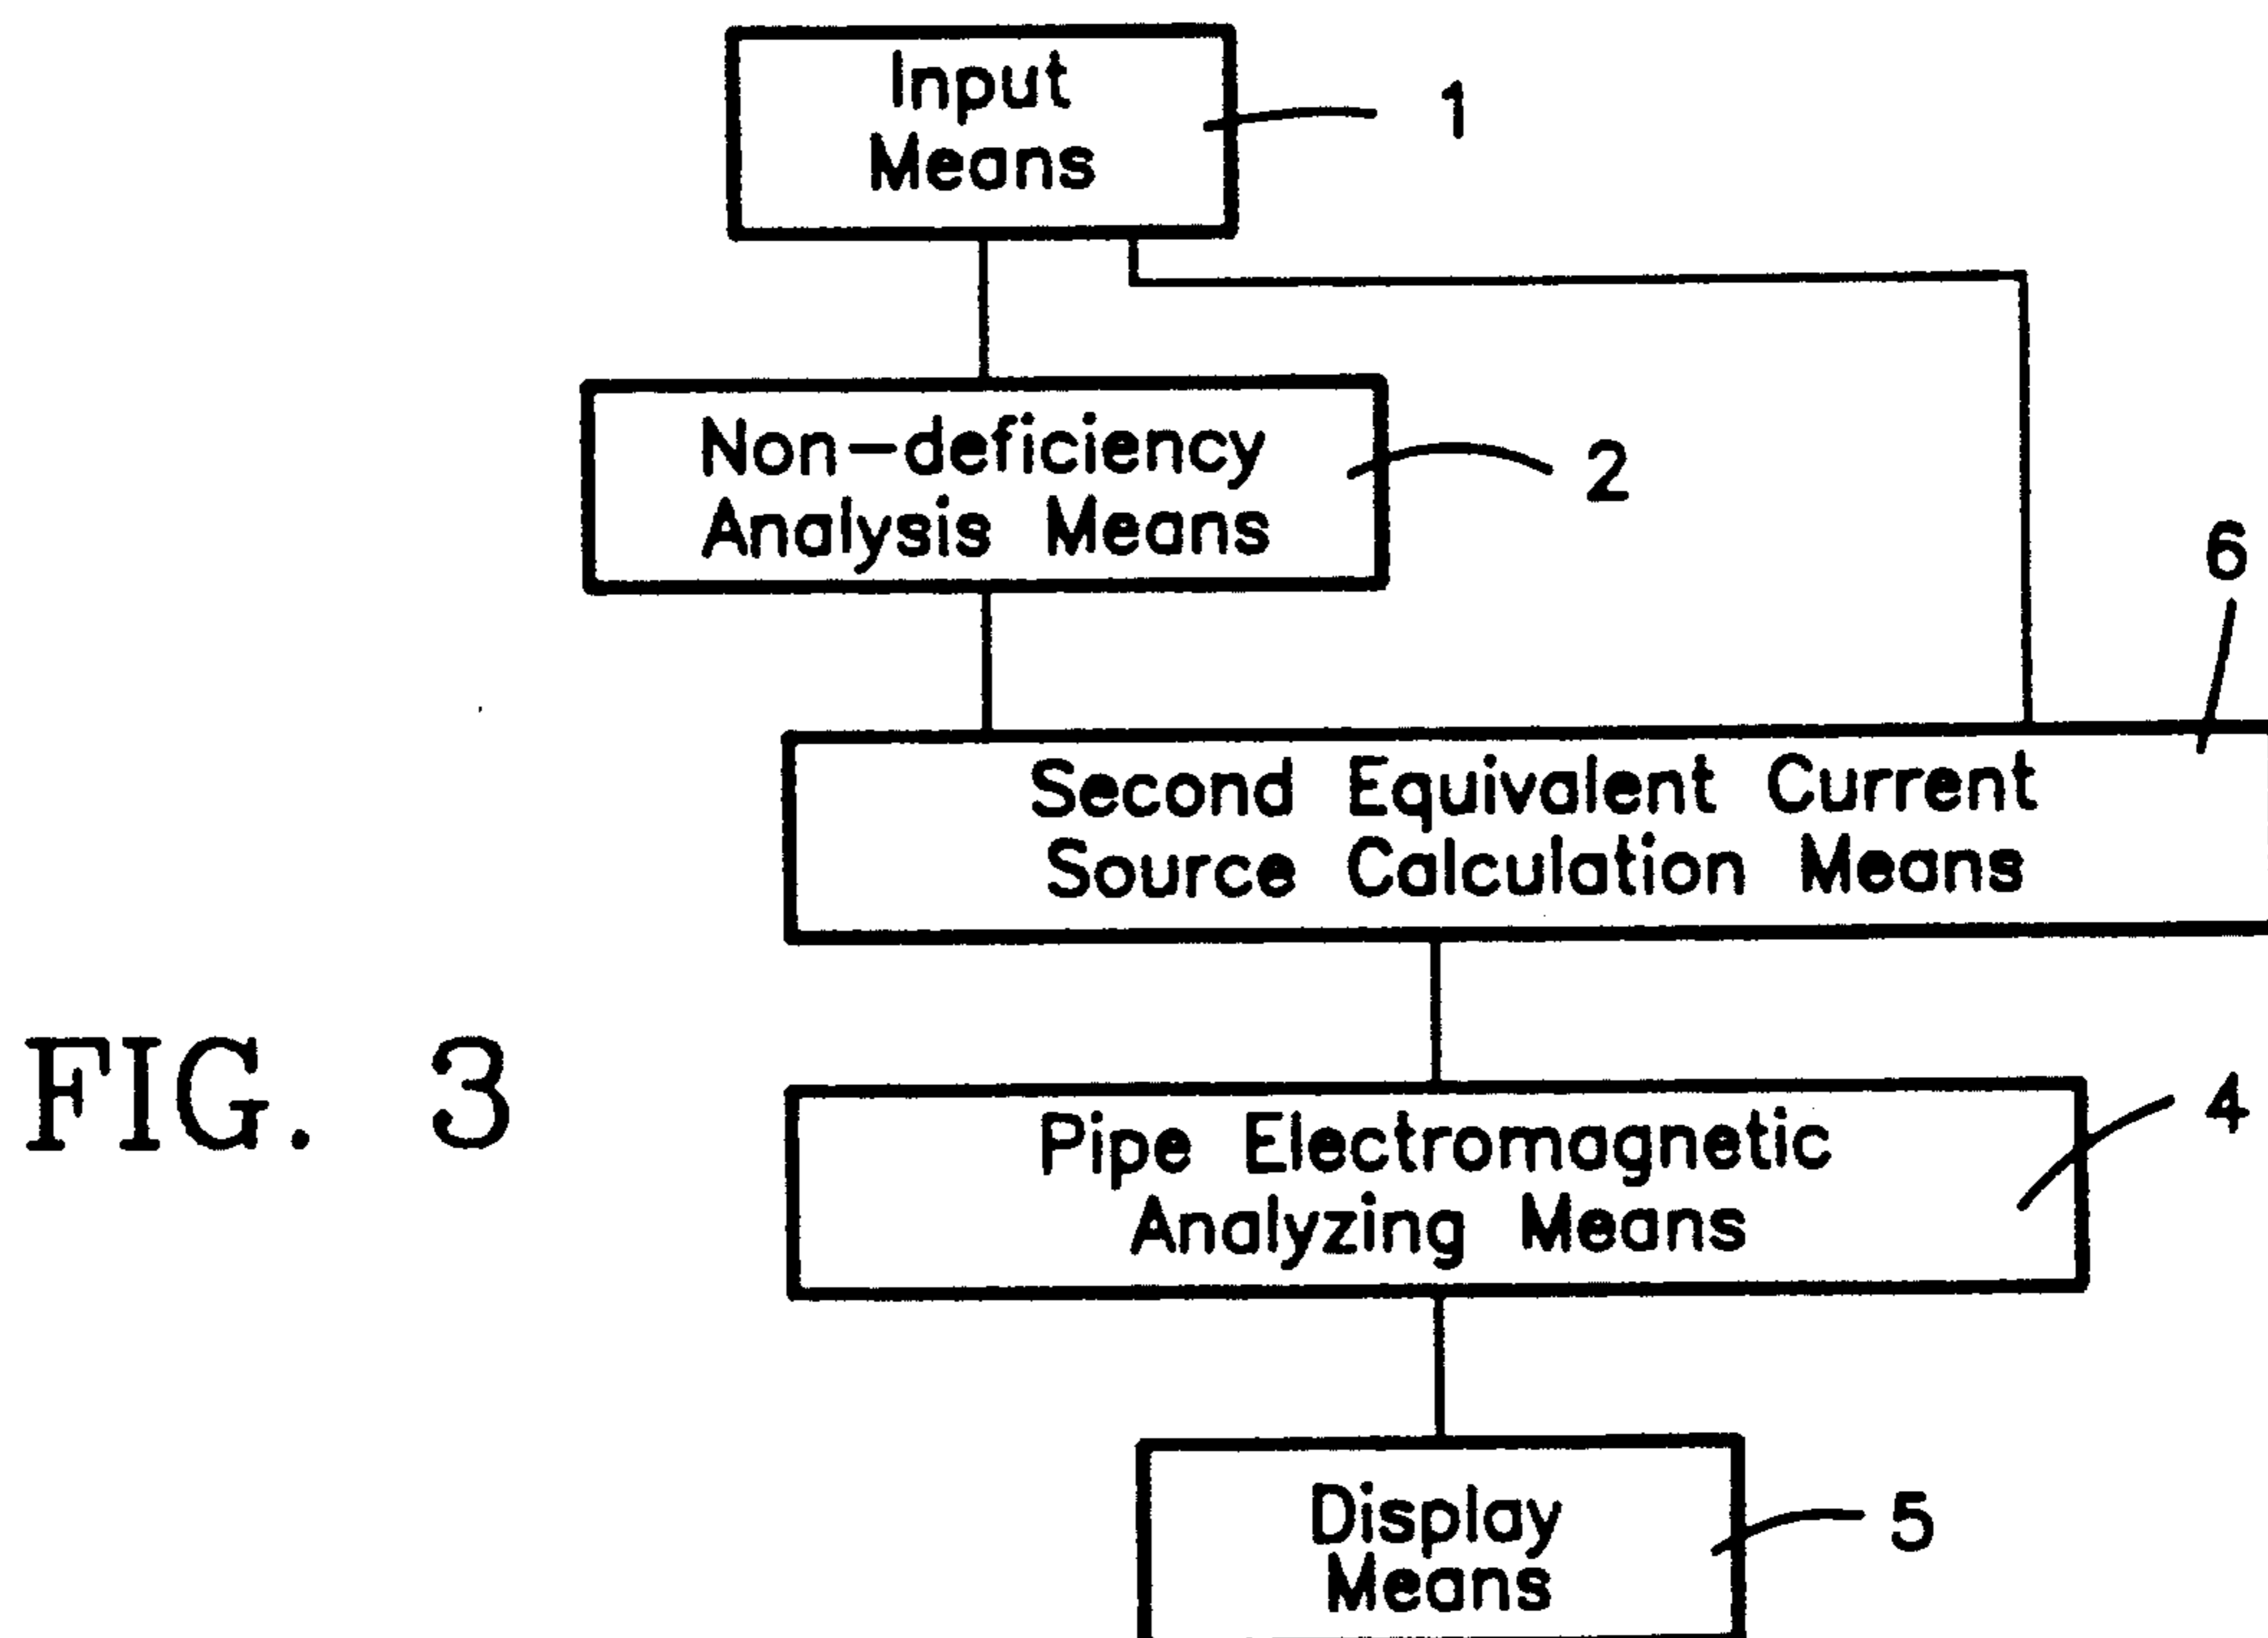 Input
Means
1
Non-deficiency
Analysis Means
2
6
Second Equivalent Current
Source Calculation Means
FIG. 3
Pipe Electromagnetic
Analyzing Means
4
Display
Means
5